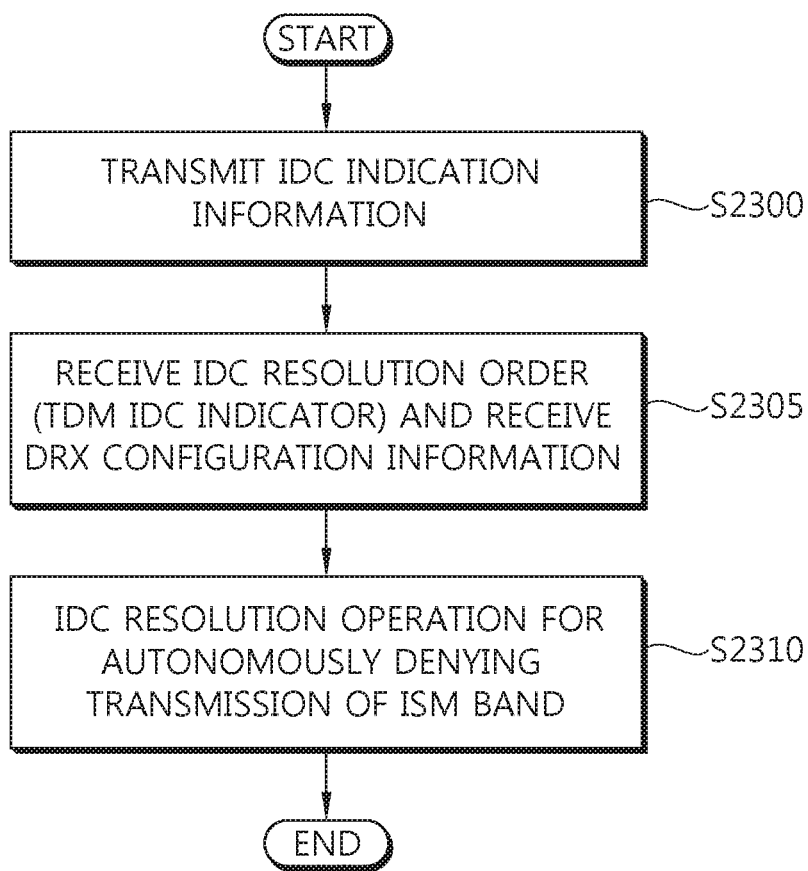 START
TRANSMIT IDC INDICATION
INFORMATION
S2300
RECEIVE IDC RESOLUTION ORDER
(TDM IDC INDICATOR) AND RECEIVE
DRX CONFIGURATION INFORMATION
S2305
IDC RESOLUTION OPERATION FOR
AUTONOMOUSLY DENYING
TRANSMISSION OF ISM BAND
S2310
END